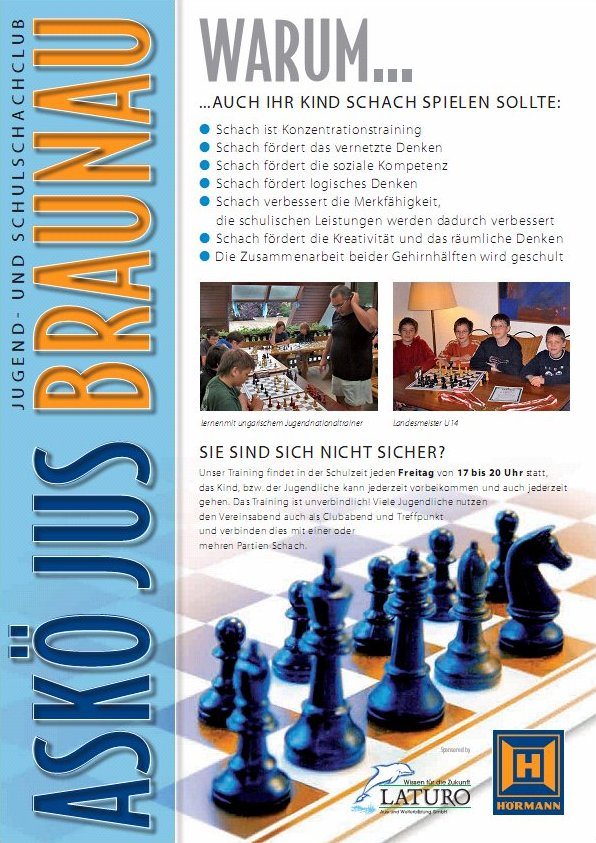 JUGEND- UND SCHULSCHACHCLUB
ASKÖ JUS BRAUNAU
WARUM...
...AUCH IHR KIND SCHACH SPIELEN SOLLTE:
● Schach ist Konzentrationstraining
● Schach fördert das vernetzte Denken
● Schach fördert die soziale Kompetenz
● Schach fördert logisches Denken
● Schach verbessert die Merkfähigkeit,
die schulischen Leistungen werden dadurch verbessert
● Schach fördert die Kreativität und das räumliche Denken
● Die Zusammenarbeit beider Gehirnhälften wird geschult
Lernen mit ungarischem Jugendnationaltrainer
Landesmeister U14
SIE SIND SICH NICHT SICHER?
Unser Training findet in der Schulzeit jeden Freitag von 17 bis 20 Uhr statt,
das Kind, bzw. der Jugendliche kann jederzeit vorbeikommen und auch jederzeit
gehen. Das Training ist unverbindlich! Viele Jugendliche nutzen
den Vereinsabend auch als Clubabend und Treffpunkt
und verbinden dies mit einer oder
mehren Partien Schach.
Sponsored by
Wissen für die Zukunft
LATURO
Aus- und Weiterbildung GmbH
H
HÖRMANN